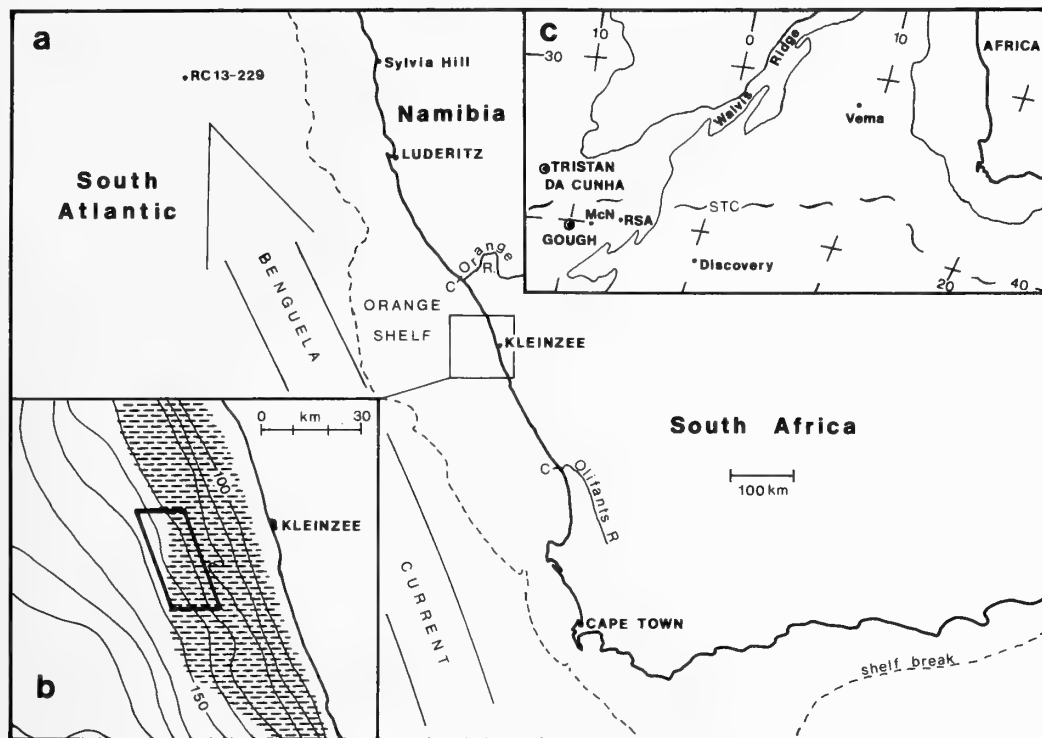 a
RC13-229
Sylvia Hill
Namibia
LUDERITZ
South
Atlantic
BENGUELA
Orange
R.
C
ORANGE
SHELF
KLEINZEE
South Africa
100 km
C
Olifants R
CURRENT
CAPE TOWN
shelf break
b
0 km 30
100
KLEINZEE
150
c
10
0
10
30
Walvis
Ridge
AFRICA
Vema
TRISTAN
DA CUNHA
STC
McN
RSA
GOUGH
Discovery
20
40